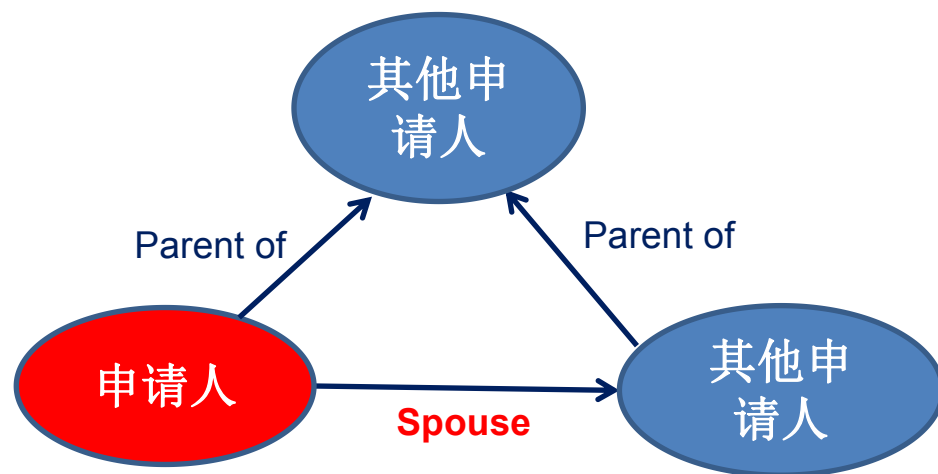 其他申
请人
Parent of
Parent of
申请人
其他申
请人
Spouse